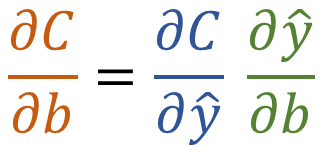 ∂C/∂b = ∂C/∂ŷ ∂ŷ/∂b